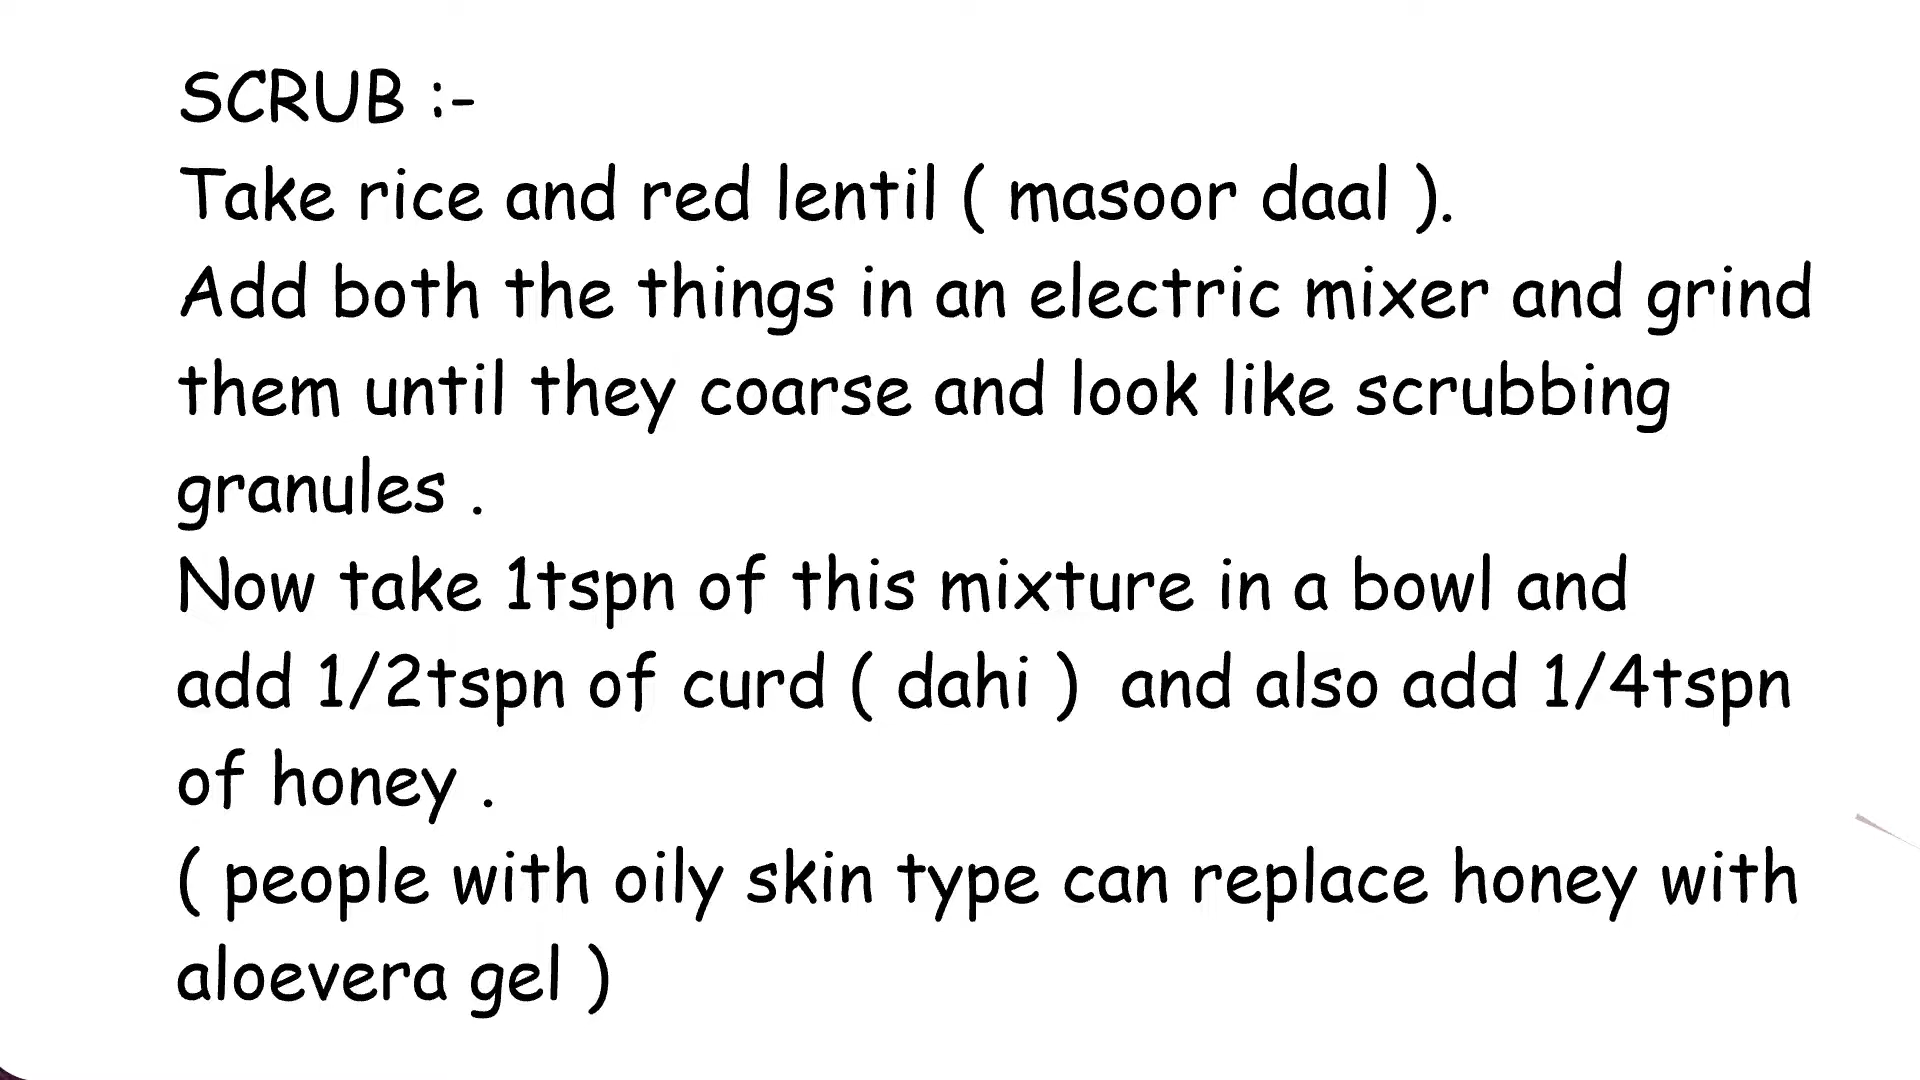 SCRUB :-
Take rice and red lentil ( masoor daal ).
Add both the things in an electric mixer and grind
them until they coarse and look like scrubbing
granules .
Now take 1tspn of this mixture in a bowl and
add 1/2tspn of curd ( dahi )  and also add 1/4tspn
of honey .
( people with oily skin type can replace honey with
aloevera gel )